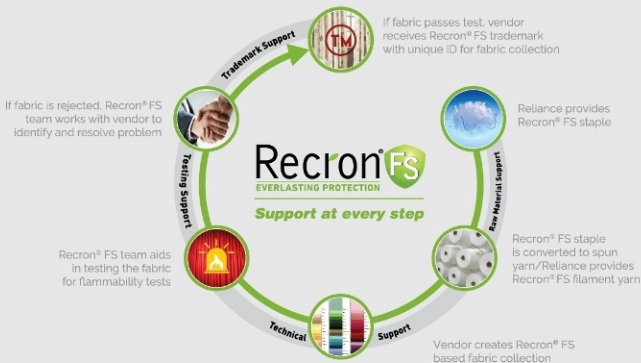 If fabric passes test, vendor
receives Recron® FS trademark
with unique ID for fabric collection
TM
Trademark Support
If fabric is rejected, Recron® FS
team works with vendor to
identify and resolve problem
Reliance provides
Recron® FS staple
Recron® FS
EVERLASTING PROTECTION
Support at every step
Testing Support
Raw Material Support
Recron® FS team aids
in testing the fabric
for flammability tests
Recron® FS staple
is converted to spun
yarn/Reliance provides
Recron® FS filament yarn
Technical Support
Vendor creates Recron® FS
based fabric collection